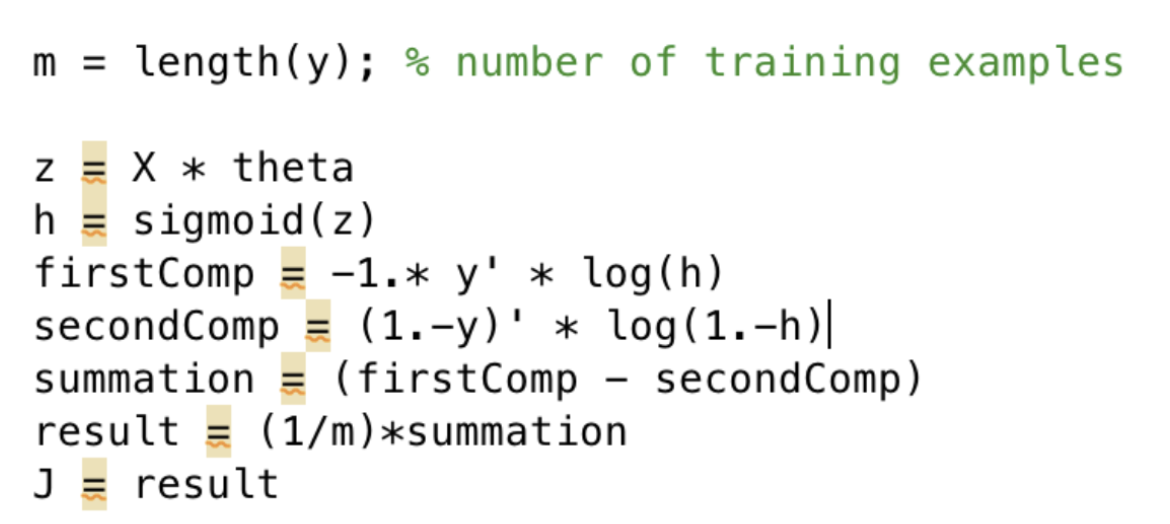 m = length(y); % number of training examples
z = X * theta
h = sigmoid(z)
firstComp = -1.* y' * log(h)
secondComp = (1.-y)' * log(1.-h)
summation = (firstComp - secondComp)
result = (1/m)*summation
J = result